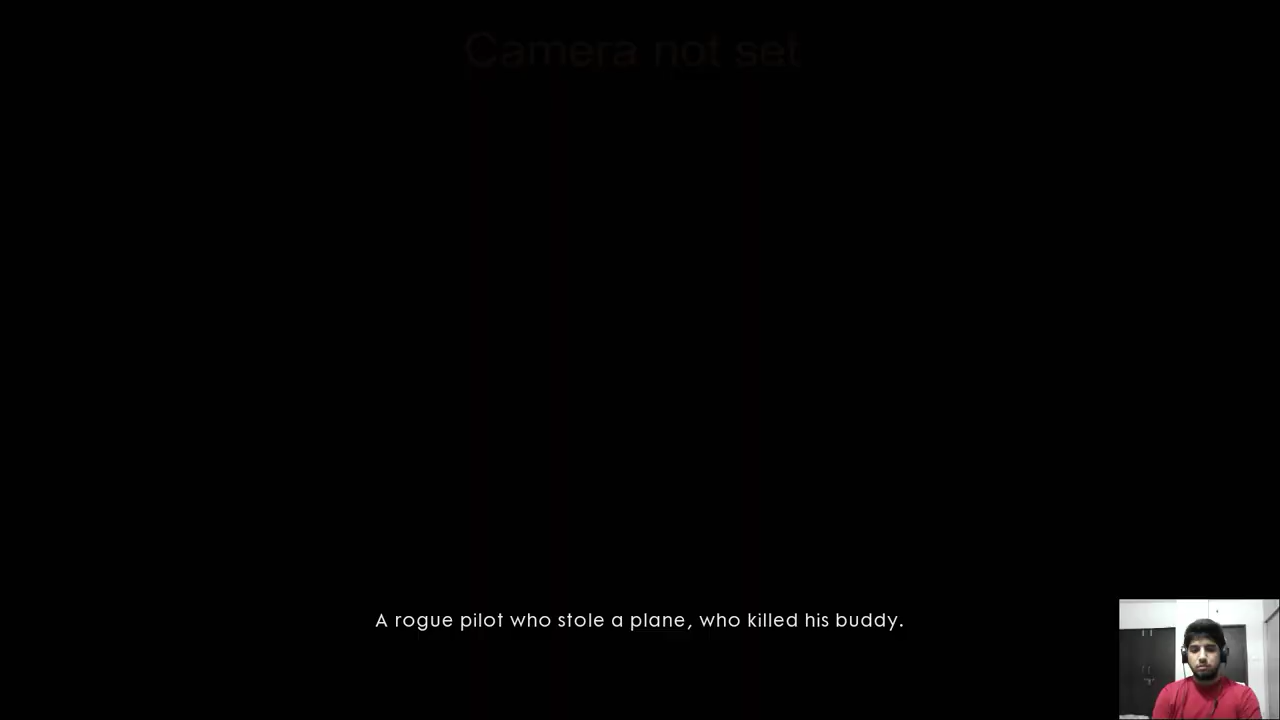 Camera not set
A rogue pilot who stole a plane, who killed his buddy.